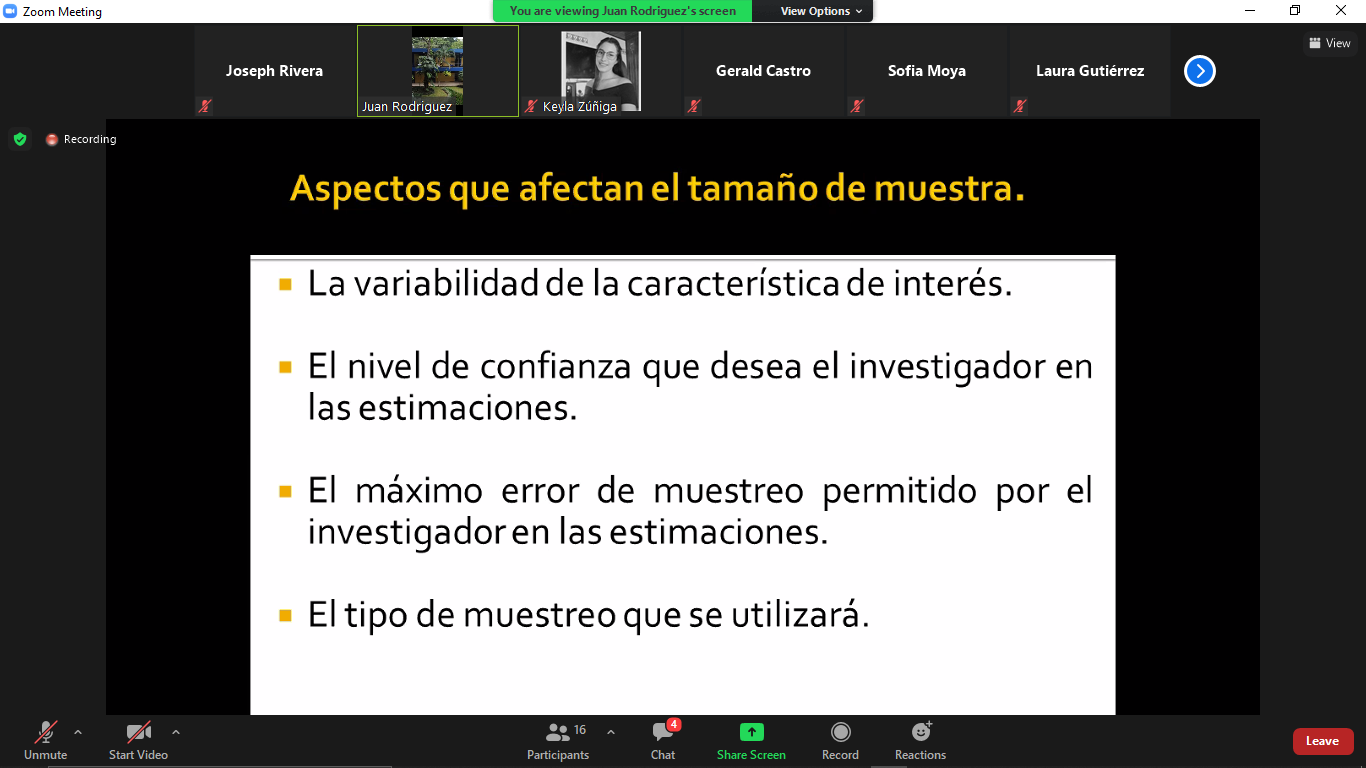 Zoom Meeting
You are viewing Juan Rodriguez's screen
View Options
Joseph Rivera
Juan Rodriguez
Keyla Zúñiga
Gerald Castro
Sofia Moya
Laura Gutiérrez
View
Recording
Aspectos que afectan el tamaño de muestra.
La variabilidad de la característica de interés.
El nivel de confianza que desea el investigador en
las estimaciones.
El máximo error de muestreo permitido por el
investigador en las estimaciones.
El tipo de muestreo que se utilizará.
Unmute
Start Video
Participants
16
Chat
4
Share Screen
Record
Reactions
Leave